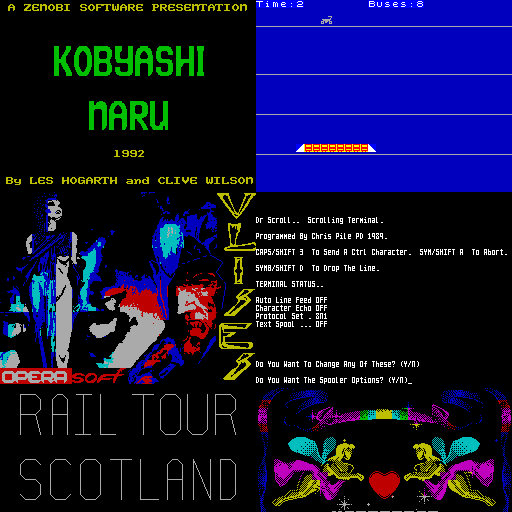 A ZENOBI SOFTWARE PRESENTATION
KOBYASHI
NARU
1992
By LES HOGARTH and CLIVE WILSON
Time:2 Buses:8
ULISES
OPERA soft
Dr Scroll.. Scrolling Terminal.
Programmed By Chris Pile PD 1989.
CAPS/SHIFT 3 To Send A Ctrl Character. SYM/SHIFT A To Abort.
SYMB/SHIFT D To Drop The Line.
TERMINAL STATUS..
Auto Line Feed OFF
Character Echo OFF
Protocol Set . 8N1
Text Spool ... OFF
Do You Want To Change Any Of These? (Y/N)
Do You Want The Spooler Options? (Y/N)_
RAIL TOUR
SCOTLAND